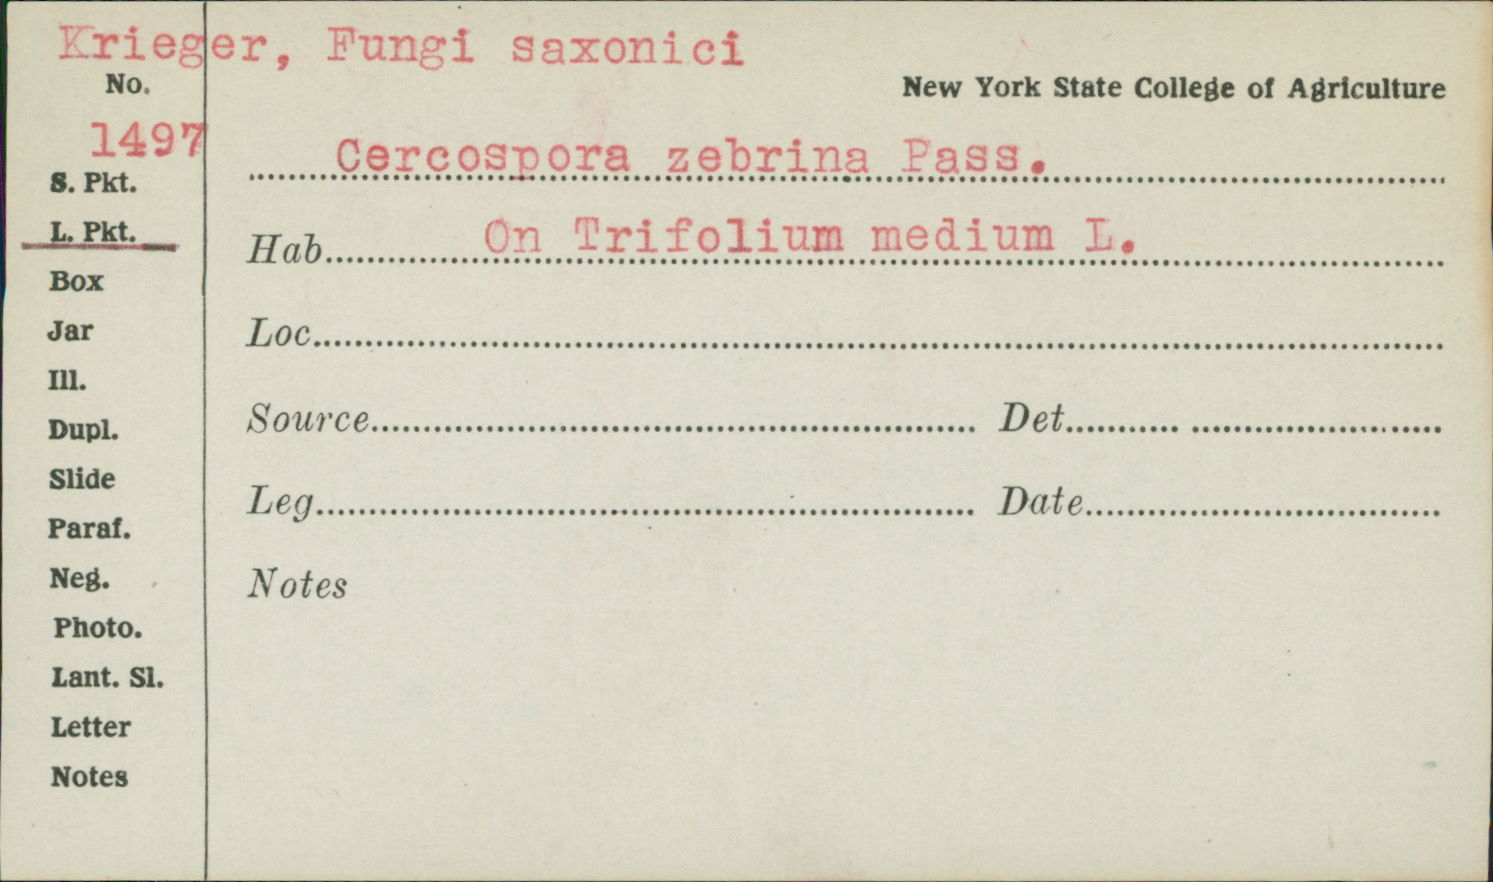 Krieger, Fungi saxonici
No.
New York State College of Agriculture
1497
Cercospora zebrina Pass.
S. Pkt.
L. Pkt.
Hab. On Trifolium medium L.
Box
Jar
Loc.
Ill.
Dupl.
Source Det.
Slide
Leg. Date
Paraf.
Neg.
Notes
Photo.
Lant. Sl.
Letter
Notes